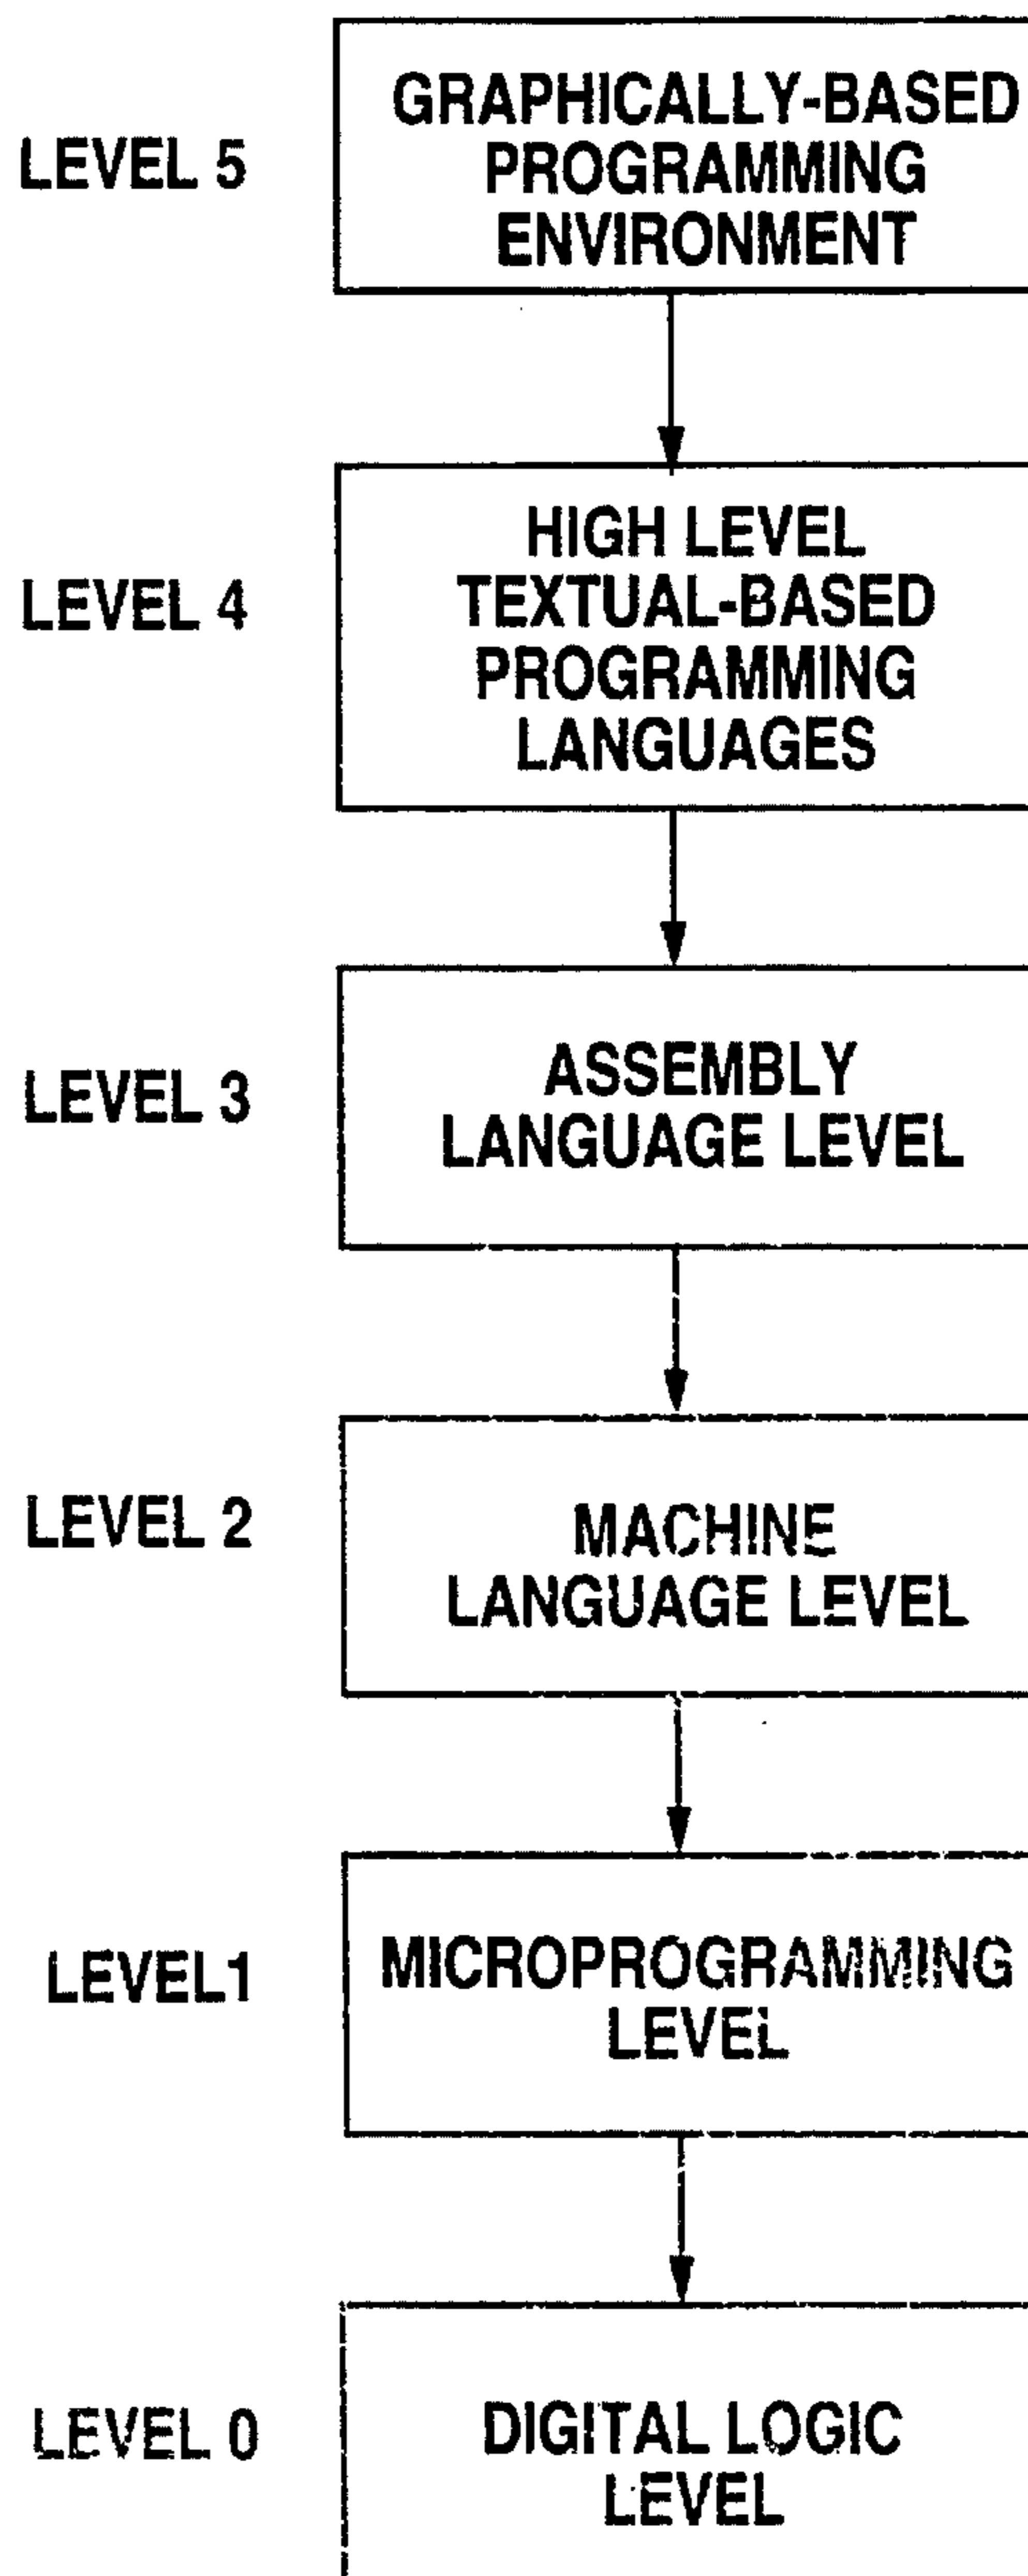 GRAPHICALLY-BASED
LEVEL 5
PROGRAMMING
ENVIRONMENT
HIGH LEVEL
LEVEL 4
TEXTUAL-BASED
PROGRAMMING
LANGUAGES
LEVEL 3
ASSEMBLY
LANGUAGE LEVEL
LEVEL 2
MACHINE
LANGUAGE LEVEL
LEVEL1
MICROPROGRAMMING
LEVEL
LEVEL 0
DIGITAL LOGIC
LEVEL